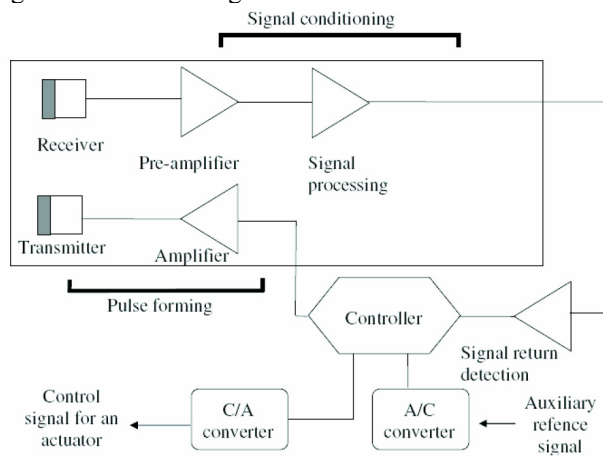 Signal conditioning
Receiver
Pre-amplifier
Signal
processing
Transmitter
Amplifier
Pulse forming
Controller
Signal return
detection
Control
signal for an
actuator
C/A
converter
A/C
converter
Auxiliary
refence
signal